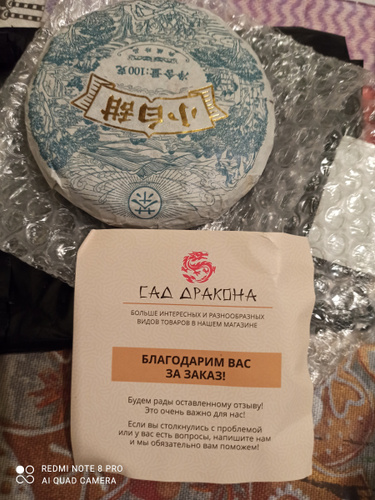 净含量:100克
小白甜
茶
САД ДРАКОНА
БОЛЬШЕ ИНТЕРЕСНЫХ И РАЗНООБРАЗНЫХ
ВИДОВ ТОВАРОВ В НАШЕМ МАГАЗИНЕ
БЛАГОДАРИМ ВАС
ЗА ЗАКАЗ!
Будем рады оставленному отзыву!
Это очень важно для нас!
Если вы столкнулись с проблемой
или у вас есть вопросы, напишите нам
и мы обязательно вам поможем!
REDMI NOTE 8 PRO
AI QUAD CAMERA